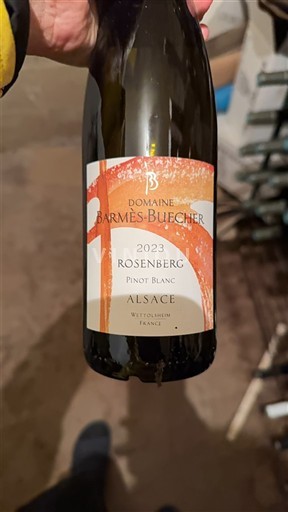 B
DOMAINE
BARMÈS-BUECHER
2023
ROSENBERG
PINOT BLANC
ALSACE
WETTOLSHEIM
FRANCE